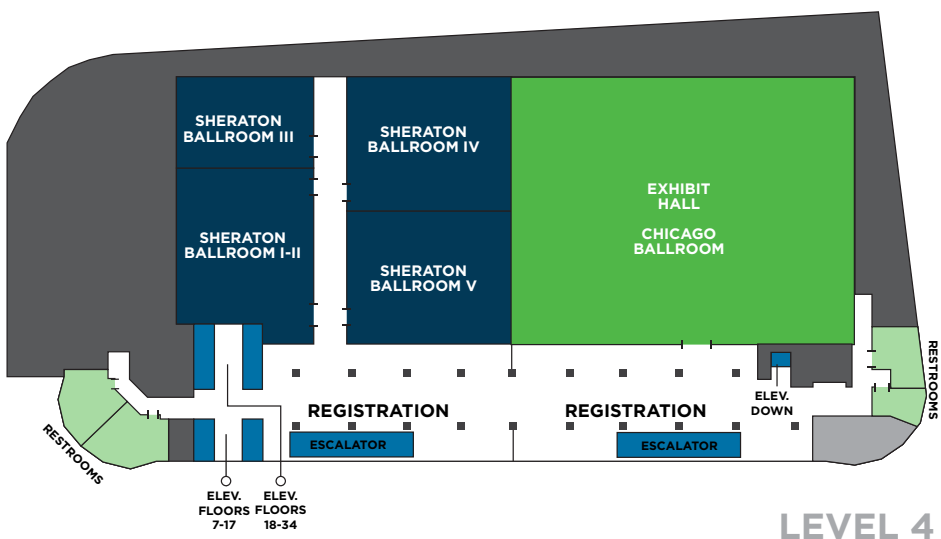 SHERATON
BALLROOM III
SHERATON
BALLROOM IV
EXHIBIT
HALL
CHICAGO
BALLROOM
SHERATON
BALLROOM I-II
SHERATON
BALLROOM V
RESTROOMS
ELEV.
DOWN
REGISTRATION
REGISTRATION
ESCALATOR
ESCALATOR
RESTROOMS
ELEV.
FLOORS
7-17
ELEV.
FLOORS
18-34
LEVEL 4